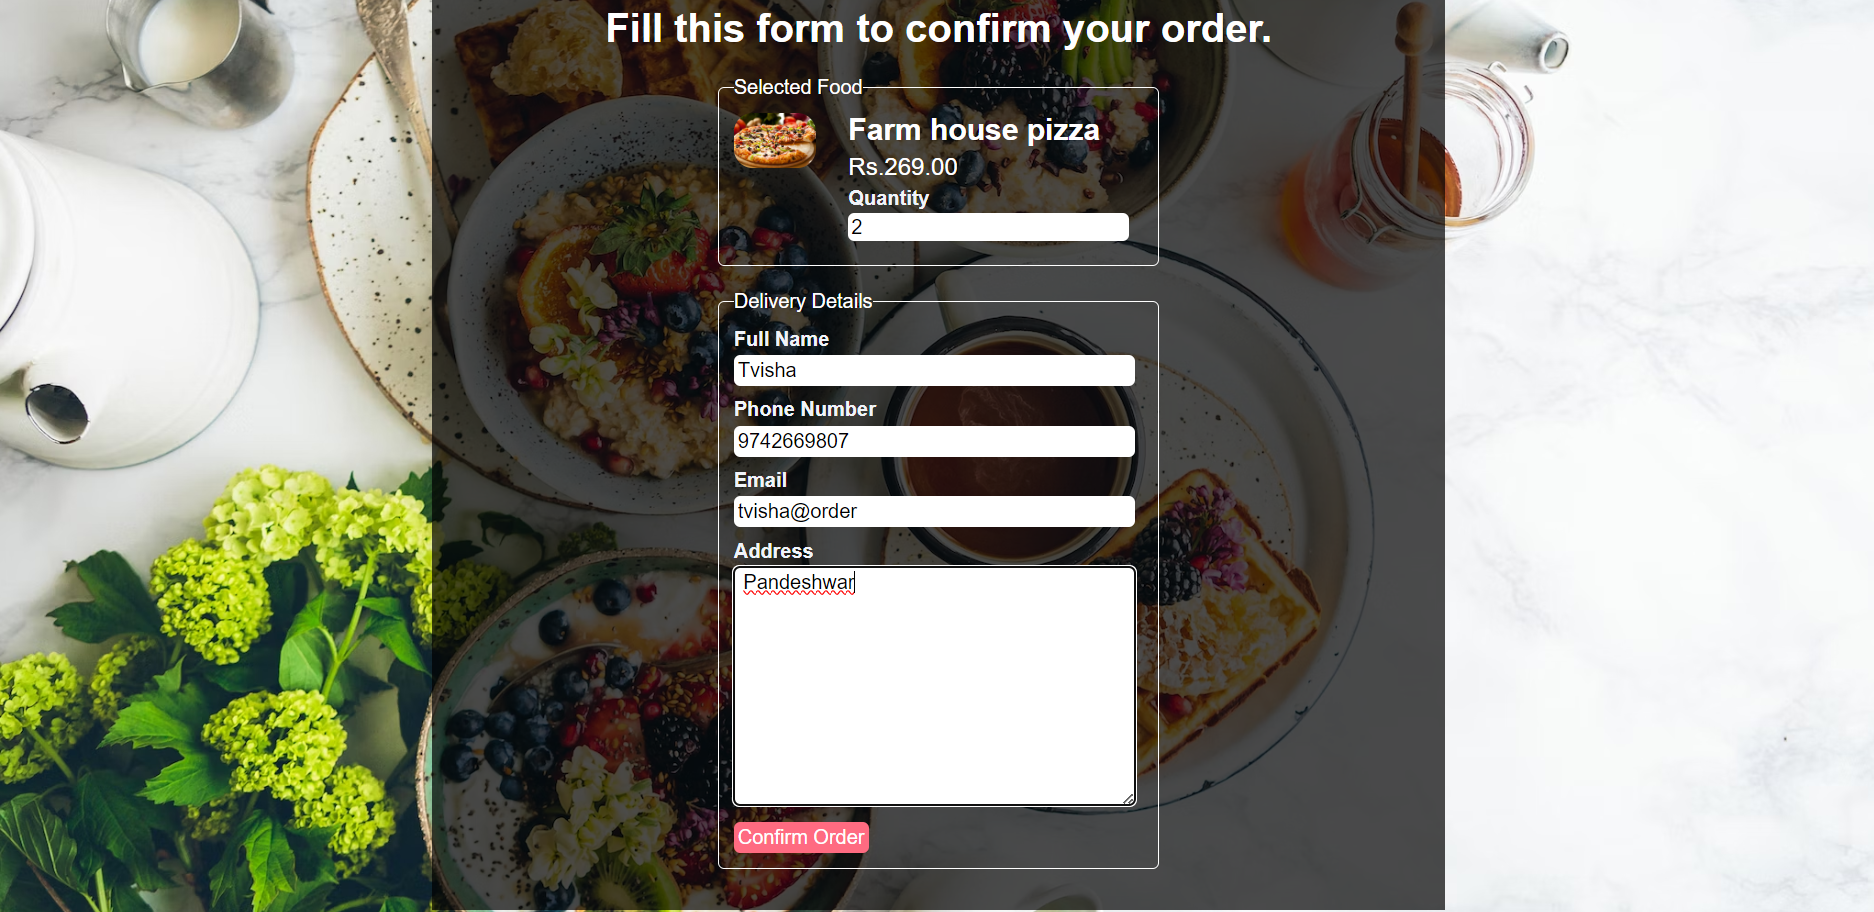 Fill this form to confirm your order.
Selected Food
Farm house pizza
Rs.269.00
Quantity
2
Delivery Details
Full Name
Tvisha
Phone Number
9742669807
Email
tvisha@order
Address
Pandeshwar
Confirm Order